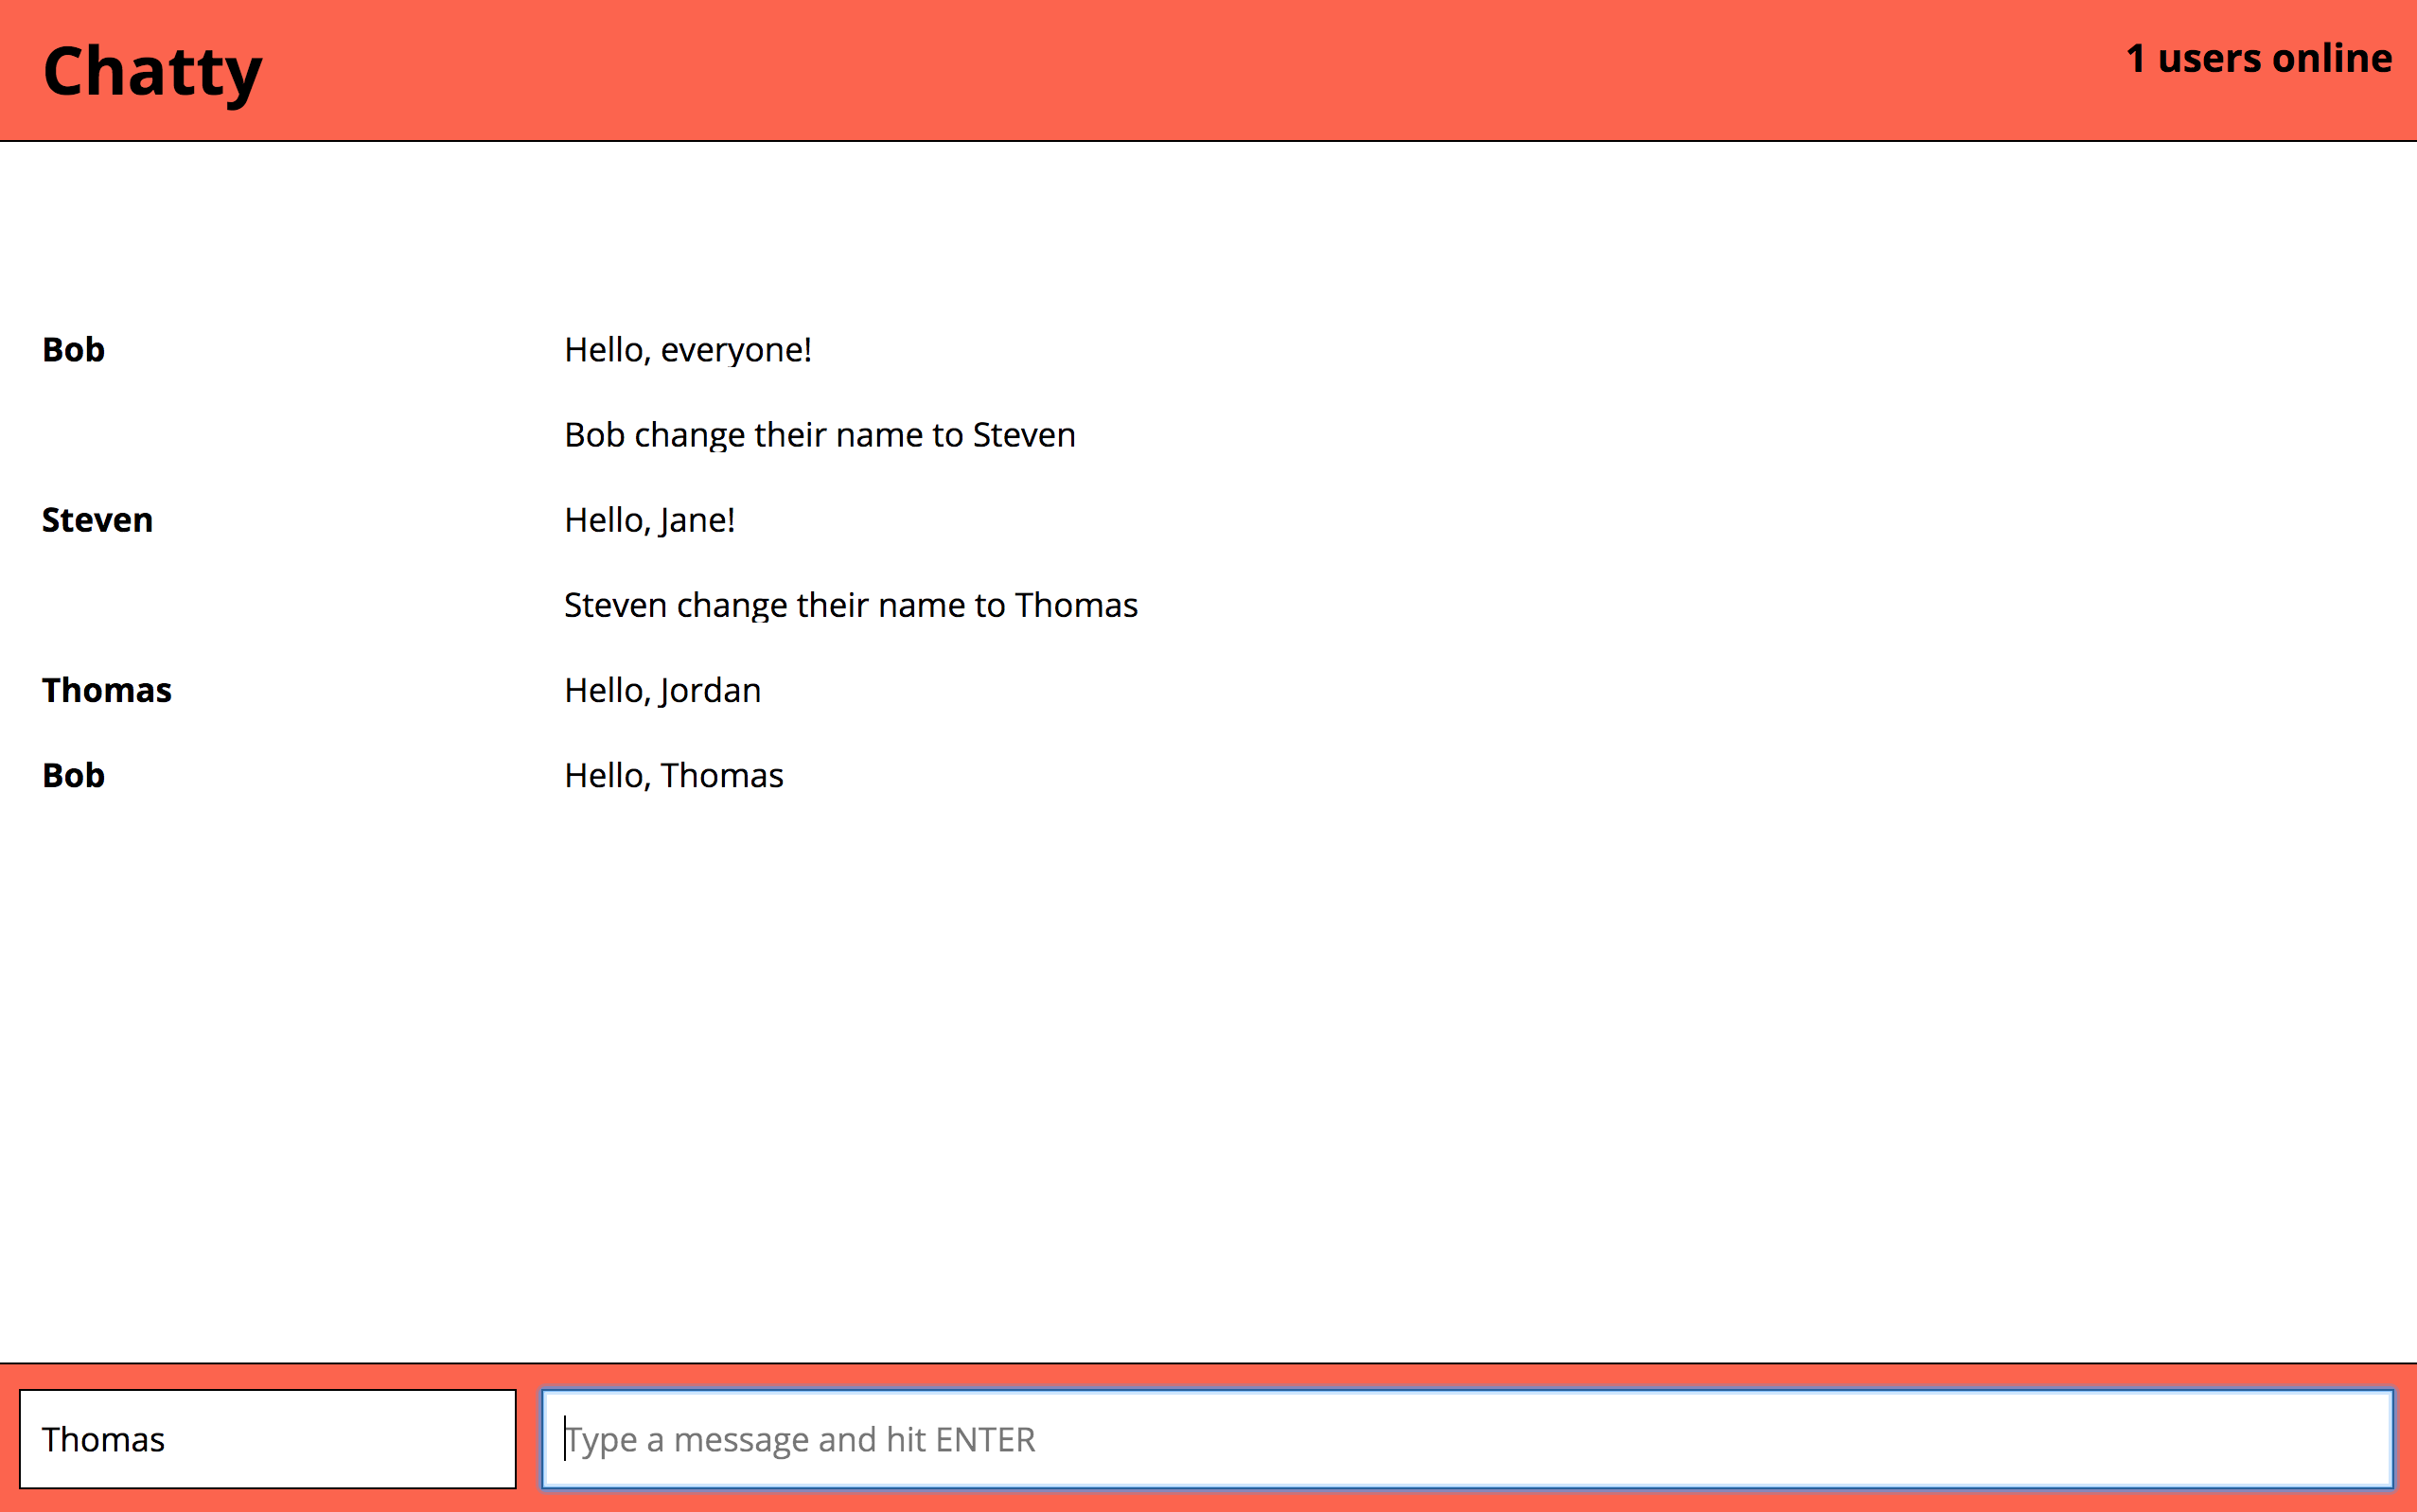 Chatty
1 users online
Bob Hello, everyone!
Bob change their name to Steven
Steven Hello, Jane!
Steven change their name to Thomas
Thomas Hello, Jordan
Bob Hello, Thomas
Thomas Type a message and hit ENTER